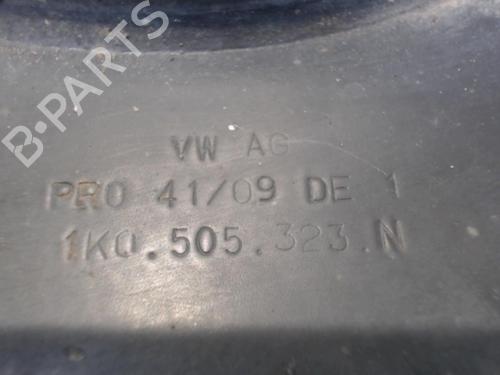 B-PARTS
VW AG
PRO 41/09 DE 1
1K0.505.323.N